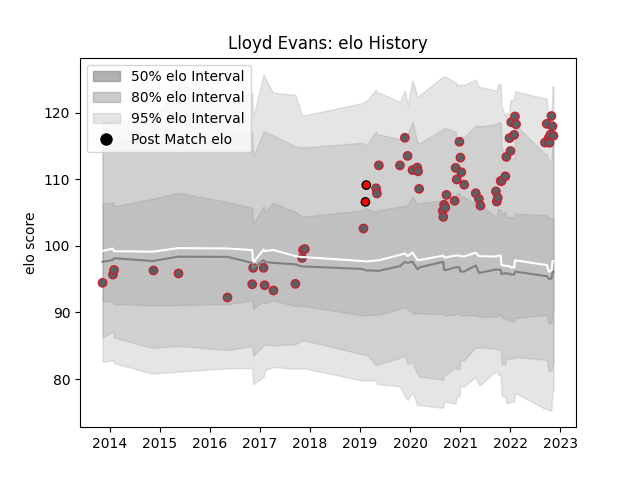 Lloyd Evans: elo History
50% elo Interval
80% elo Interval
95% elo Interval
Post Match elo
elo score
120
110
100
90
80
2014 2015 2016 2017 2018 2019 2020 2021 2022 2023